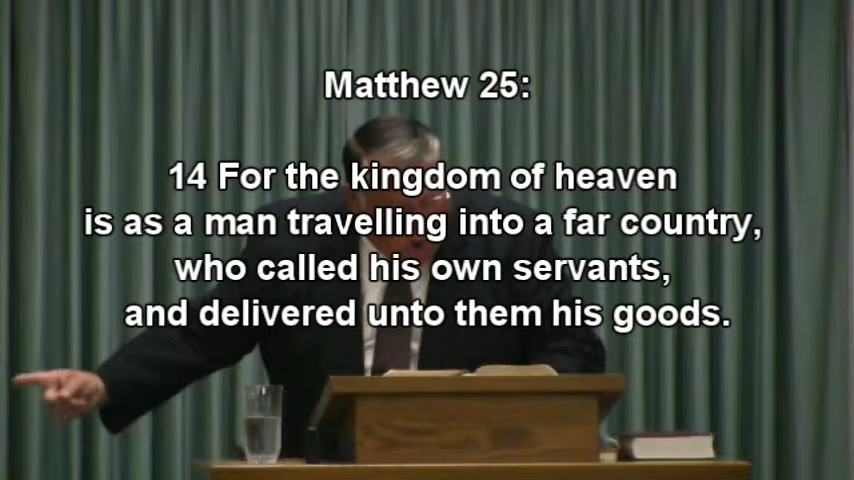 Matthew 25:
14 For the kingdom of heaven
is as a man travelling into a far country,
who called his own servants,
and delivered unto them his goods.